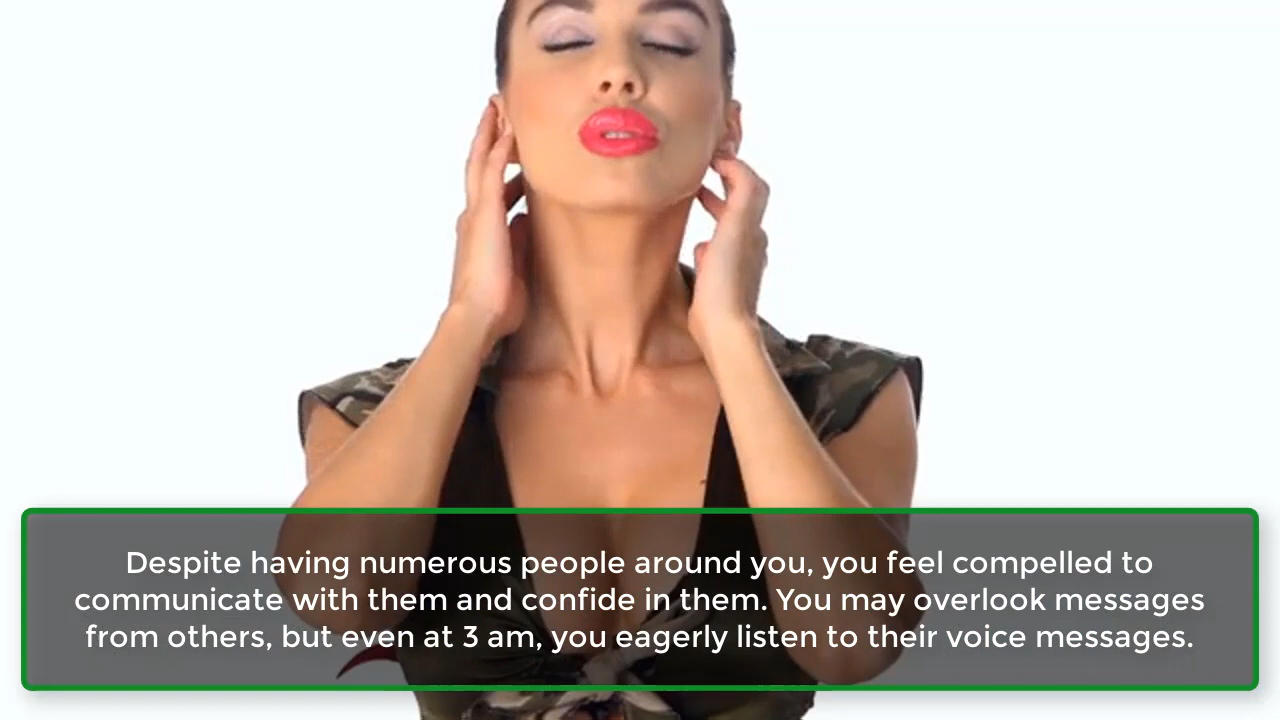 Despite having numerous people around you, you feel compelled to
communicate with them and confide in them. You may overlook messages
from others, but even at 3 am, you eagerly listen to their voice messages.